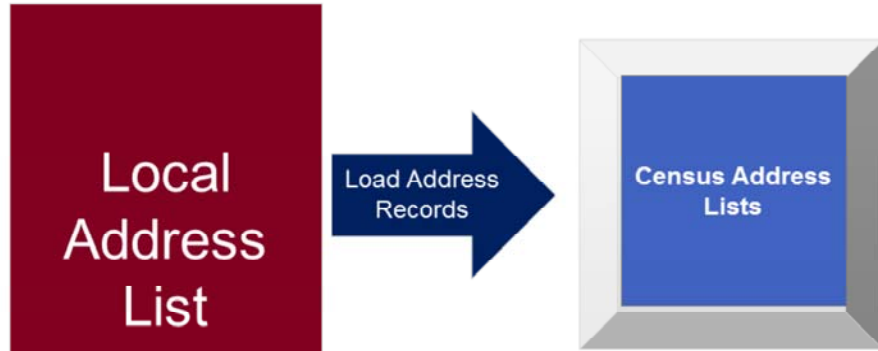 Local
Address
List
Load Address
Records
Census Address
Lists